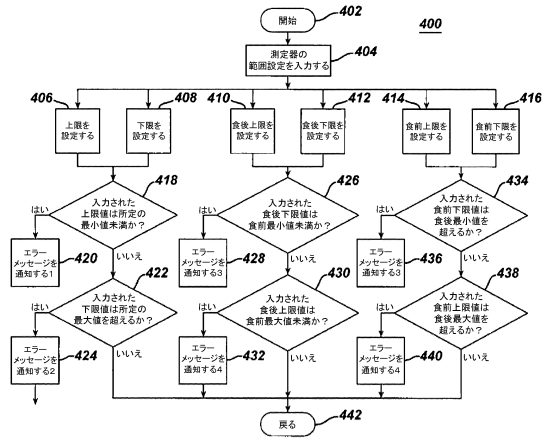 開始
402
400
測定器の
範囲設定を入力する
404
406
408
410
412
414
416
上限を
設定する
下限を
設定する
食後上限を
設定する
食後下限を
設定する
食前上限を
設定する
食前下限を
設定する
418
入力された
上限値は所定の
最小値未満か?
はい
いいえ
426
入力された
食後下限値は
食前最小値未満か?
はい
いいえ
434
入力された
食前下限値は
食後最小値を
超えるか?
はい
いいえ
エラー
メッセージを
通知する1
420
エラー
メッセージを
通知する3
428
エラー
メッセージを
通知する3
436
422
入力された
下限値は所定の
最大値を超えるか?
はい
いいえ
430
入力された
食後上限値は
食前最大値未満か?
はい
いいえ
438
入力された
食前上限値は
食後最大値を
超えるか?
はい
いいえ
エラー
メッセージを
通知する2
424
エラー
メッセージを
通知する4
432
エラー
メッセージを
通知する4
440
戻る
442